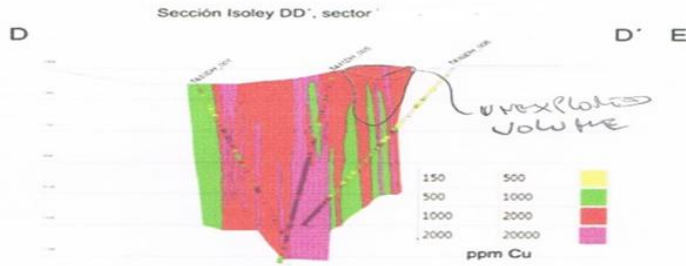 Sección Isoley DD´, sector
D D´ E
UNEXPLORED
VOLUME
150 500
500 1000
1000 2000
2000 20000
ppm Cu